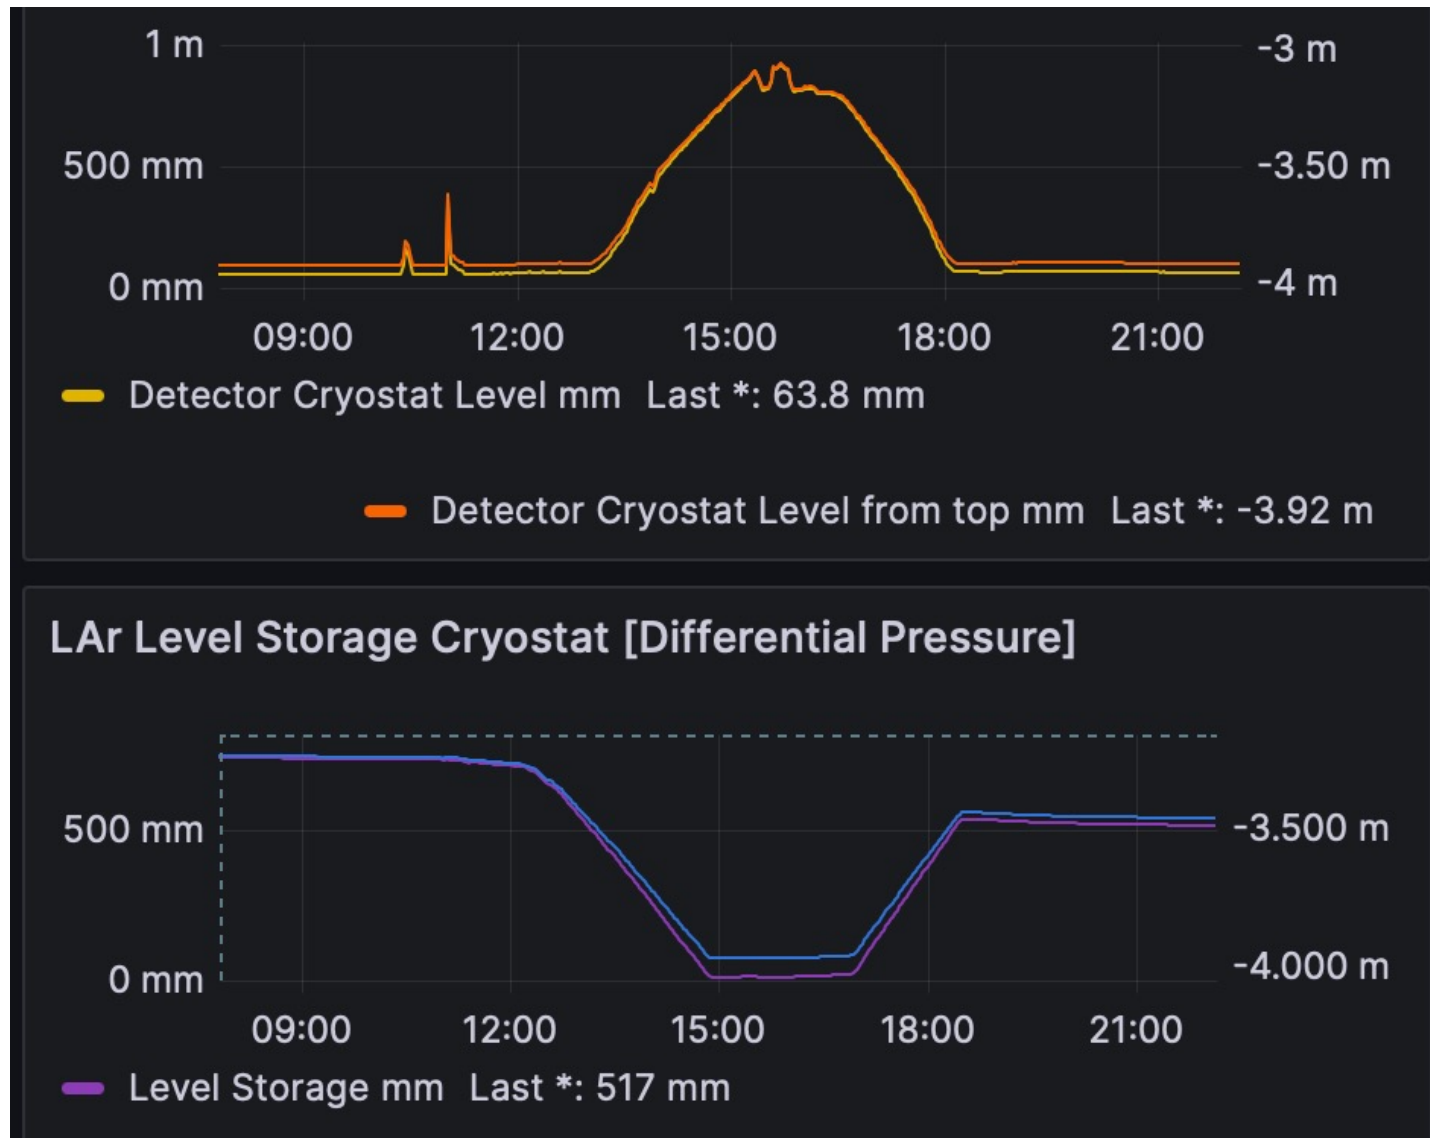 1 m -3 m
500 mm -3.50 m
0 mm -4 m
09:00 12:00 15:00 18:00 21:00
Detector Cryostat Level mm Last *: 63.8 mm
Detector Cryostat Level from top mm Last *: -3.92 m
LAr Level Storage Cryostat [Differential Pressure]
500 mm -3.500 m
0 mm -4.000 m
09:00 12:00 15:00 18:00 21:00
Level Storage mm Last *: 517 mm